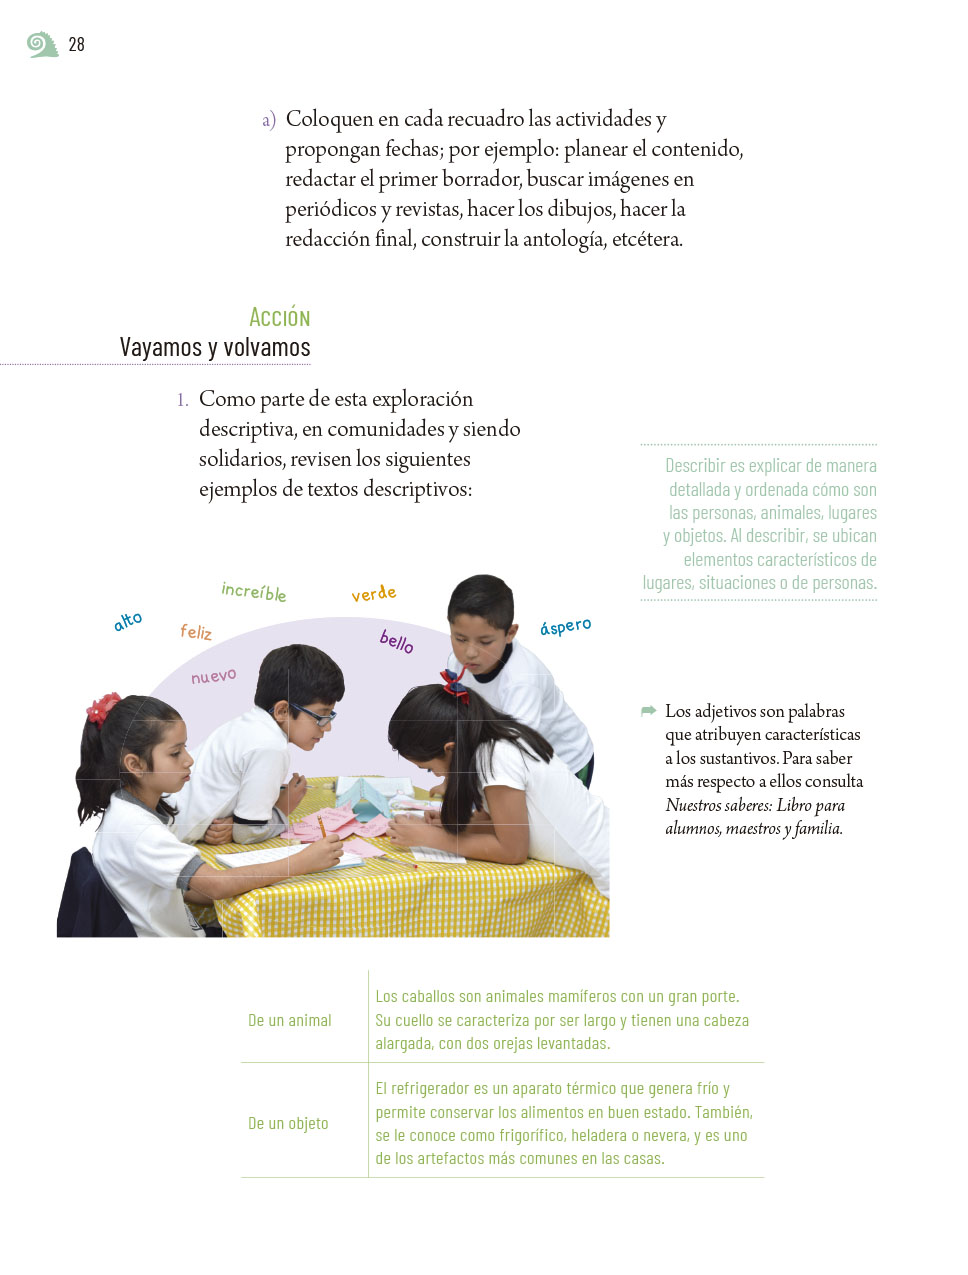 28
a) Coloquen en cada recuadro las actividades y
propongan fechas; por ejemplo: planear el contenido,
redactar el primer borrador, buscar imágenes en
periódicos y revistas, hacer los dibujos, hacer la
redacción final, construir la antología, etcétera.
Acción
Vayamos y volvamos
1. Como parte de esta exploración
descriptiva, en comunidades y siendo
solidarios, revisen los siguientes
ejemplos de textos descriptivos:
Describir es explicar de manera
detallada y ordenada cómo son
las personas, animales, lugares
y objetos. Al describir, se ubican
elementos característicos de
lugares, situaciones o de personas.
alto
increíble
feliz
nuevo
verde
bello
áspero
Los adjetivos son palabras
que atribuyen características
a los sustantivos. Para saber
más respecto a ellos consulta
Nuestros saberes: Libro para
alumnos, maestros y familia.
De un animal
Los caballos son animales mamíferos con un gran porte.
Su cuello se caracteriza por ser largo y tienen una cabeza
alargada, con dos orejas levantadas.
De un objeto
El refrigerador es un aparato térmico que genera frío y
permite conservar los alimentos en buen estado. También,
se le conoce como frigorífico, heladera o nevera, y es uno
de los artefactos más comunes en las casas.